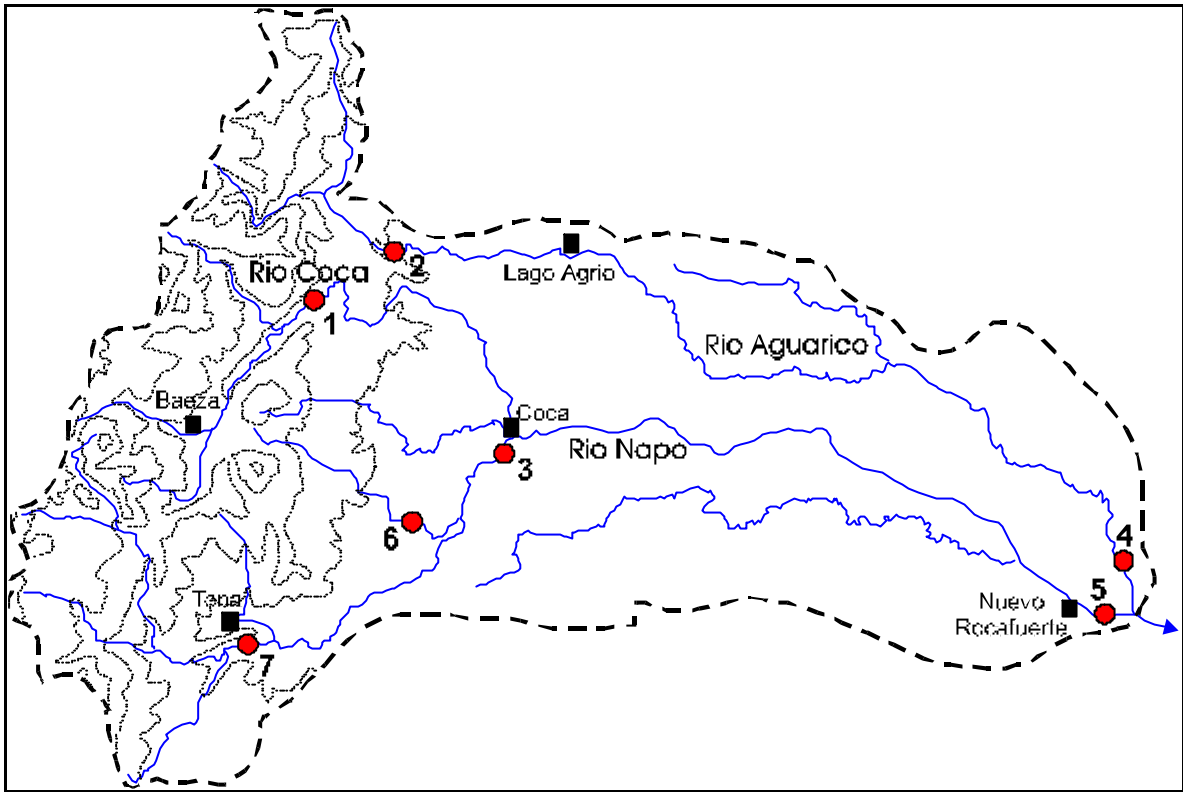 Rio Coca
2
Lago Agrio
1
Rio Aguarico
Baeza
Coca
Rio Napo
3
6
4
5
Tena
Nuevo
Rocafuerte
7